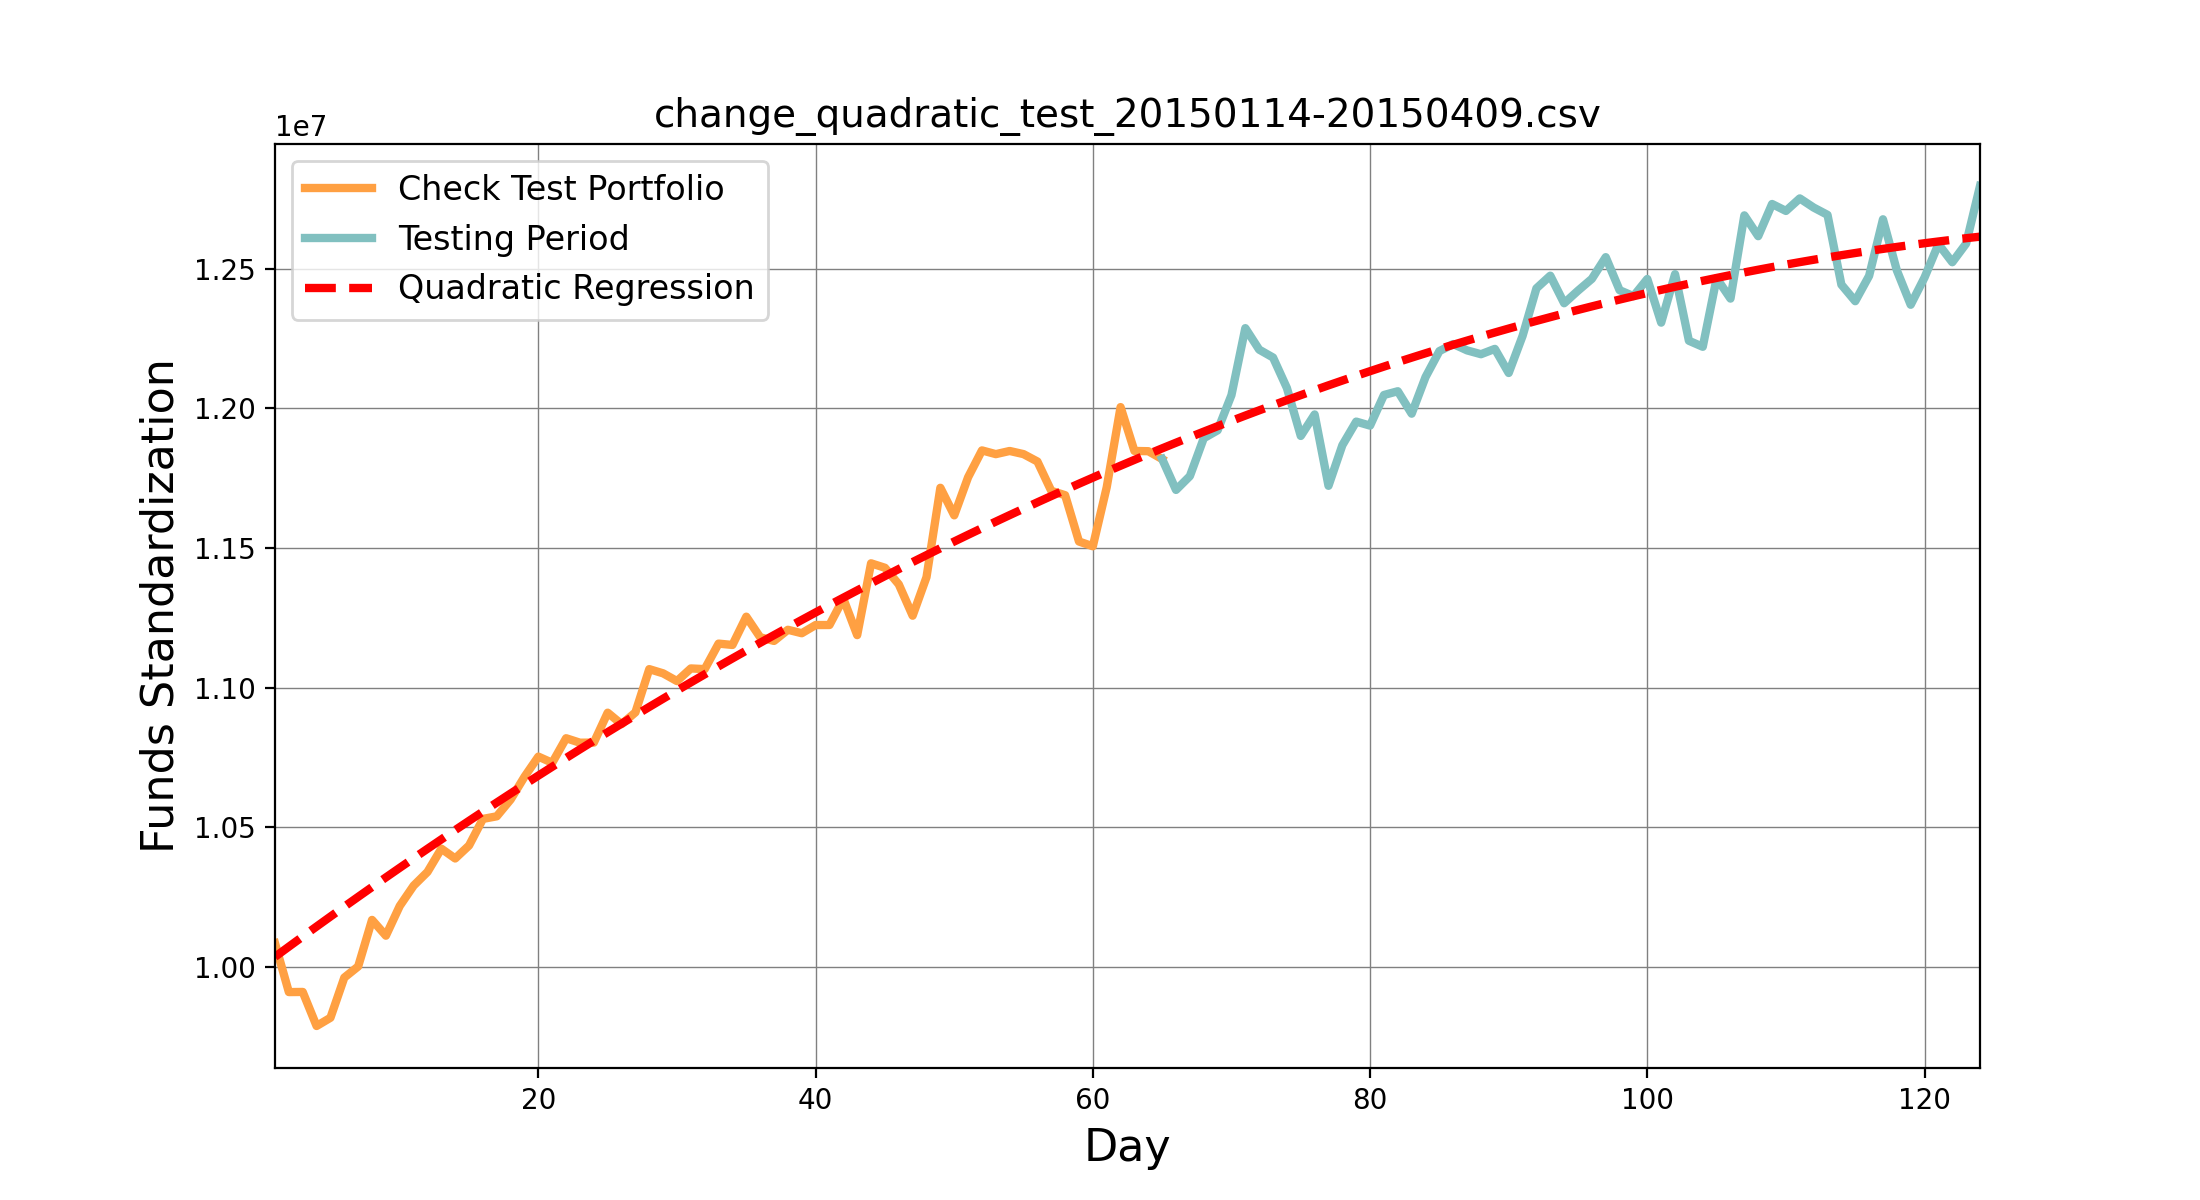 change_quadratic_test_20150114-20150409.csv
1e7
Check Test Portfolio
Testing Period
Quadratic Regression
1.25
1.20
1.15
1.10
1.05
1.00
Funds Standardization
20 40 60 80 100 120
Day